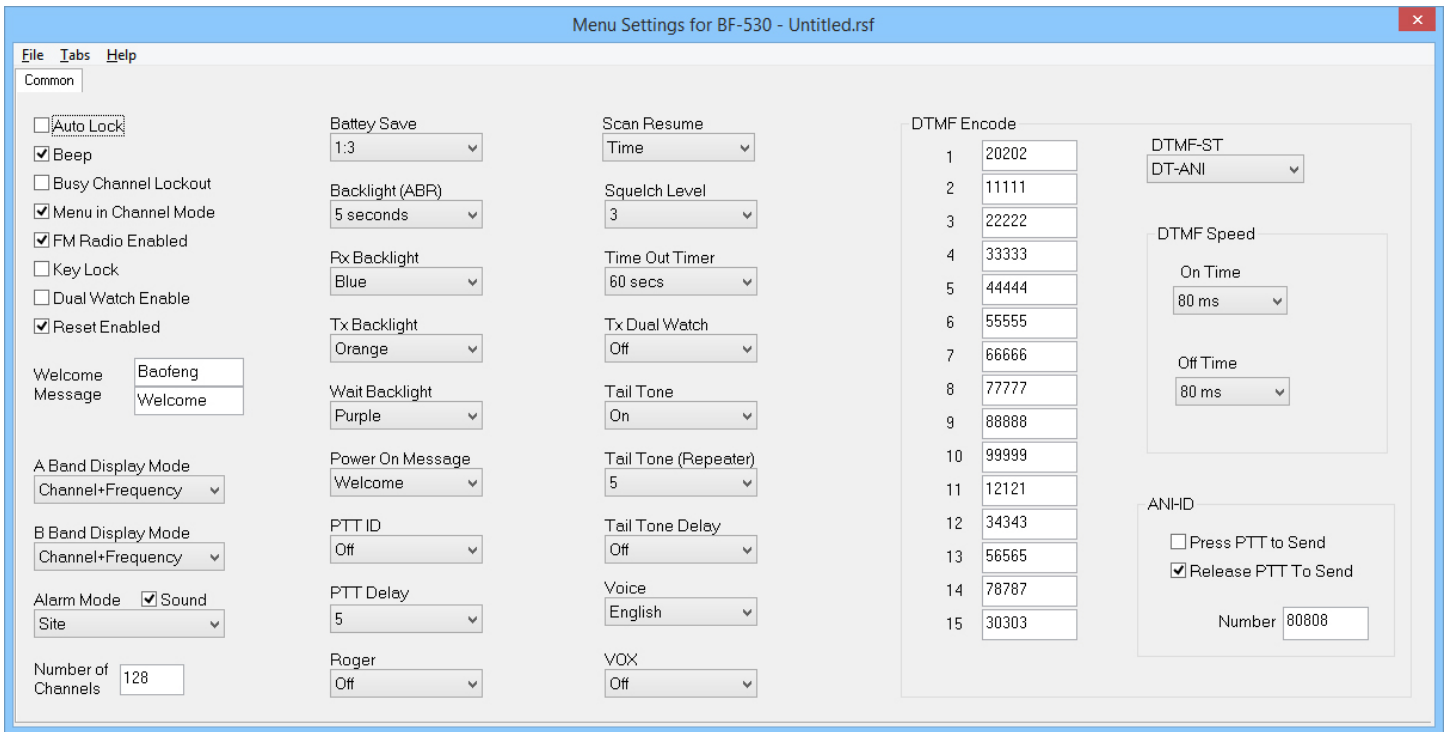 Menu Settings for BF-530 - Untitled.rsf
File Tabs Help
Common
Auto Lock
Beep
Busy Channel Lockout
Menu in Channel Mode
FM Radio Enabled
Key Lock
Dual Watch Enable
Reset Enabled
Welcome Message
Baofeng
Welcome
A Band Display Mode
Channel+Frequency
B Band Display Mode
Channel+Frequency
Alarm Mode Sound
Site
Number of
Channels
128
Battey Save
1:3
Backlight (ABR)
5 seconds
Rx Backlight
Blue
Tx Backlight
Orange
Wait Backlight
Purple
Power On Message
Welcome
PTT ID
Off
PTT Delay
5
Roger
Off
Scan Resume
Time
Squelch Level
3
Time Out Timer
60 secs
Tx Dual Watch
Off
Tail Tone
On
Tail Tone (Repeater)
5
Tail Tone Delay
Off
Voice
English
VOX
Off
DTMF Encode
1 20202
2 11111
3 22222
4 33333
5 44444
6 55555
7 66666
8 77777
9 88888
10 99999
11 12121
12 34343
13 56565
14 78787
15 30303
DTMF-ST
DT-ANI
DTMF Speed
On Time
80 ms
Off Time
80 ms
ANI-ID
Press PTT to Send
Release PTT To Send
Number 80808